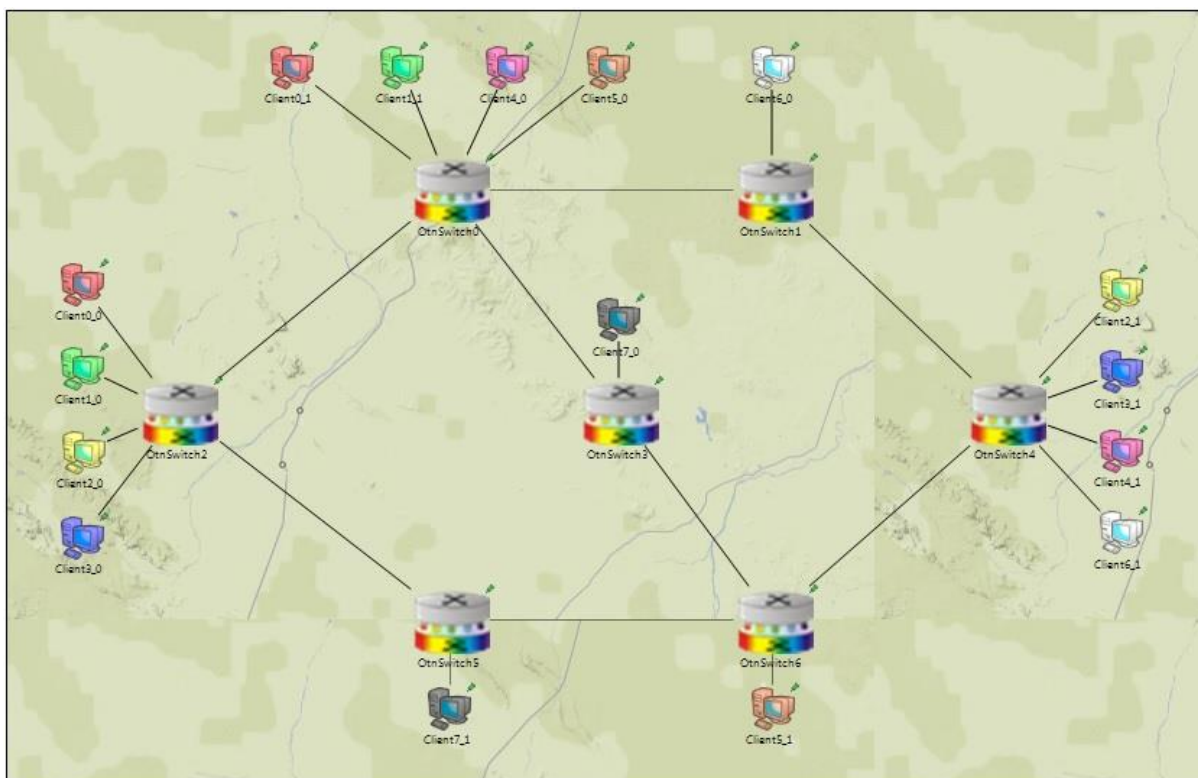 Client0_1
Client1_1
Client4_0
Client5_0
Client6_0
OtnSwitch0
OtnSwitch1
Client0_0
Client2_1
Client7_0
Client1_0
Client3_1
OtnSwitch2
OtnSwitch3
OtnSwitch4
Client2_0
Client4_1
Client3_0
Client6_1
OtnSwitch5
OtnSwitch6
Client7_1
Client5_1